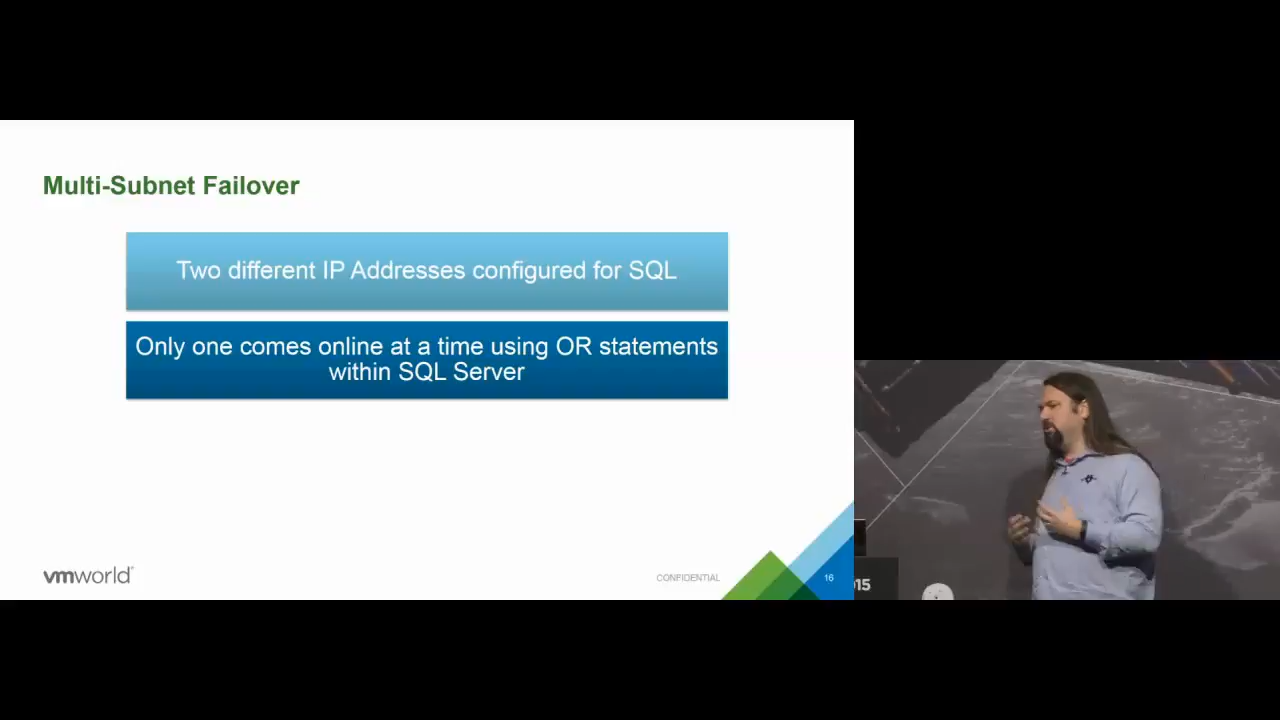 Multi-Subnet Failover
Two different IP Addresses configured for SQL
Only one comes online at a time using OR statements
within SQL Server
vmworld®
CONFIDENTIAL
16
15